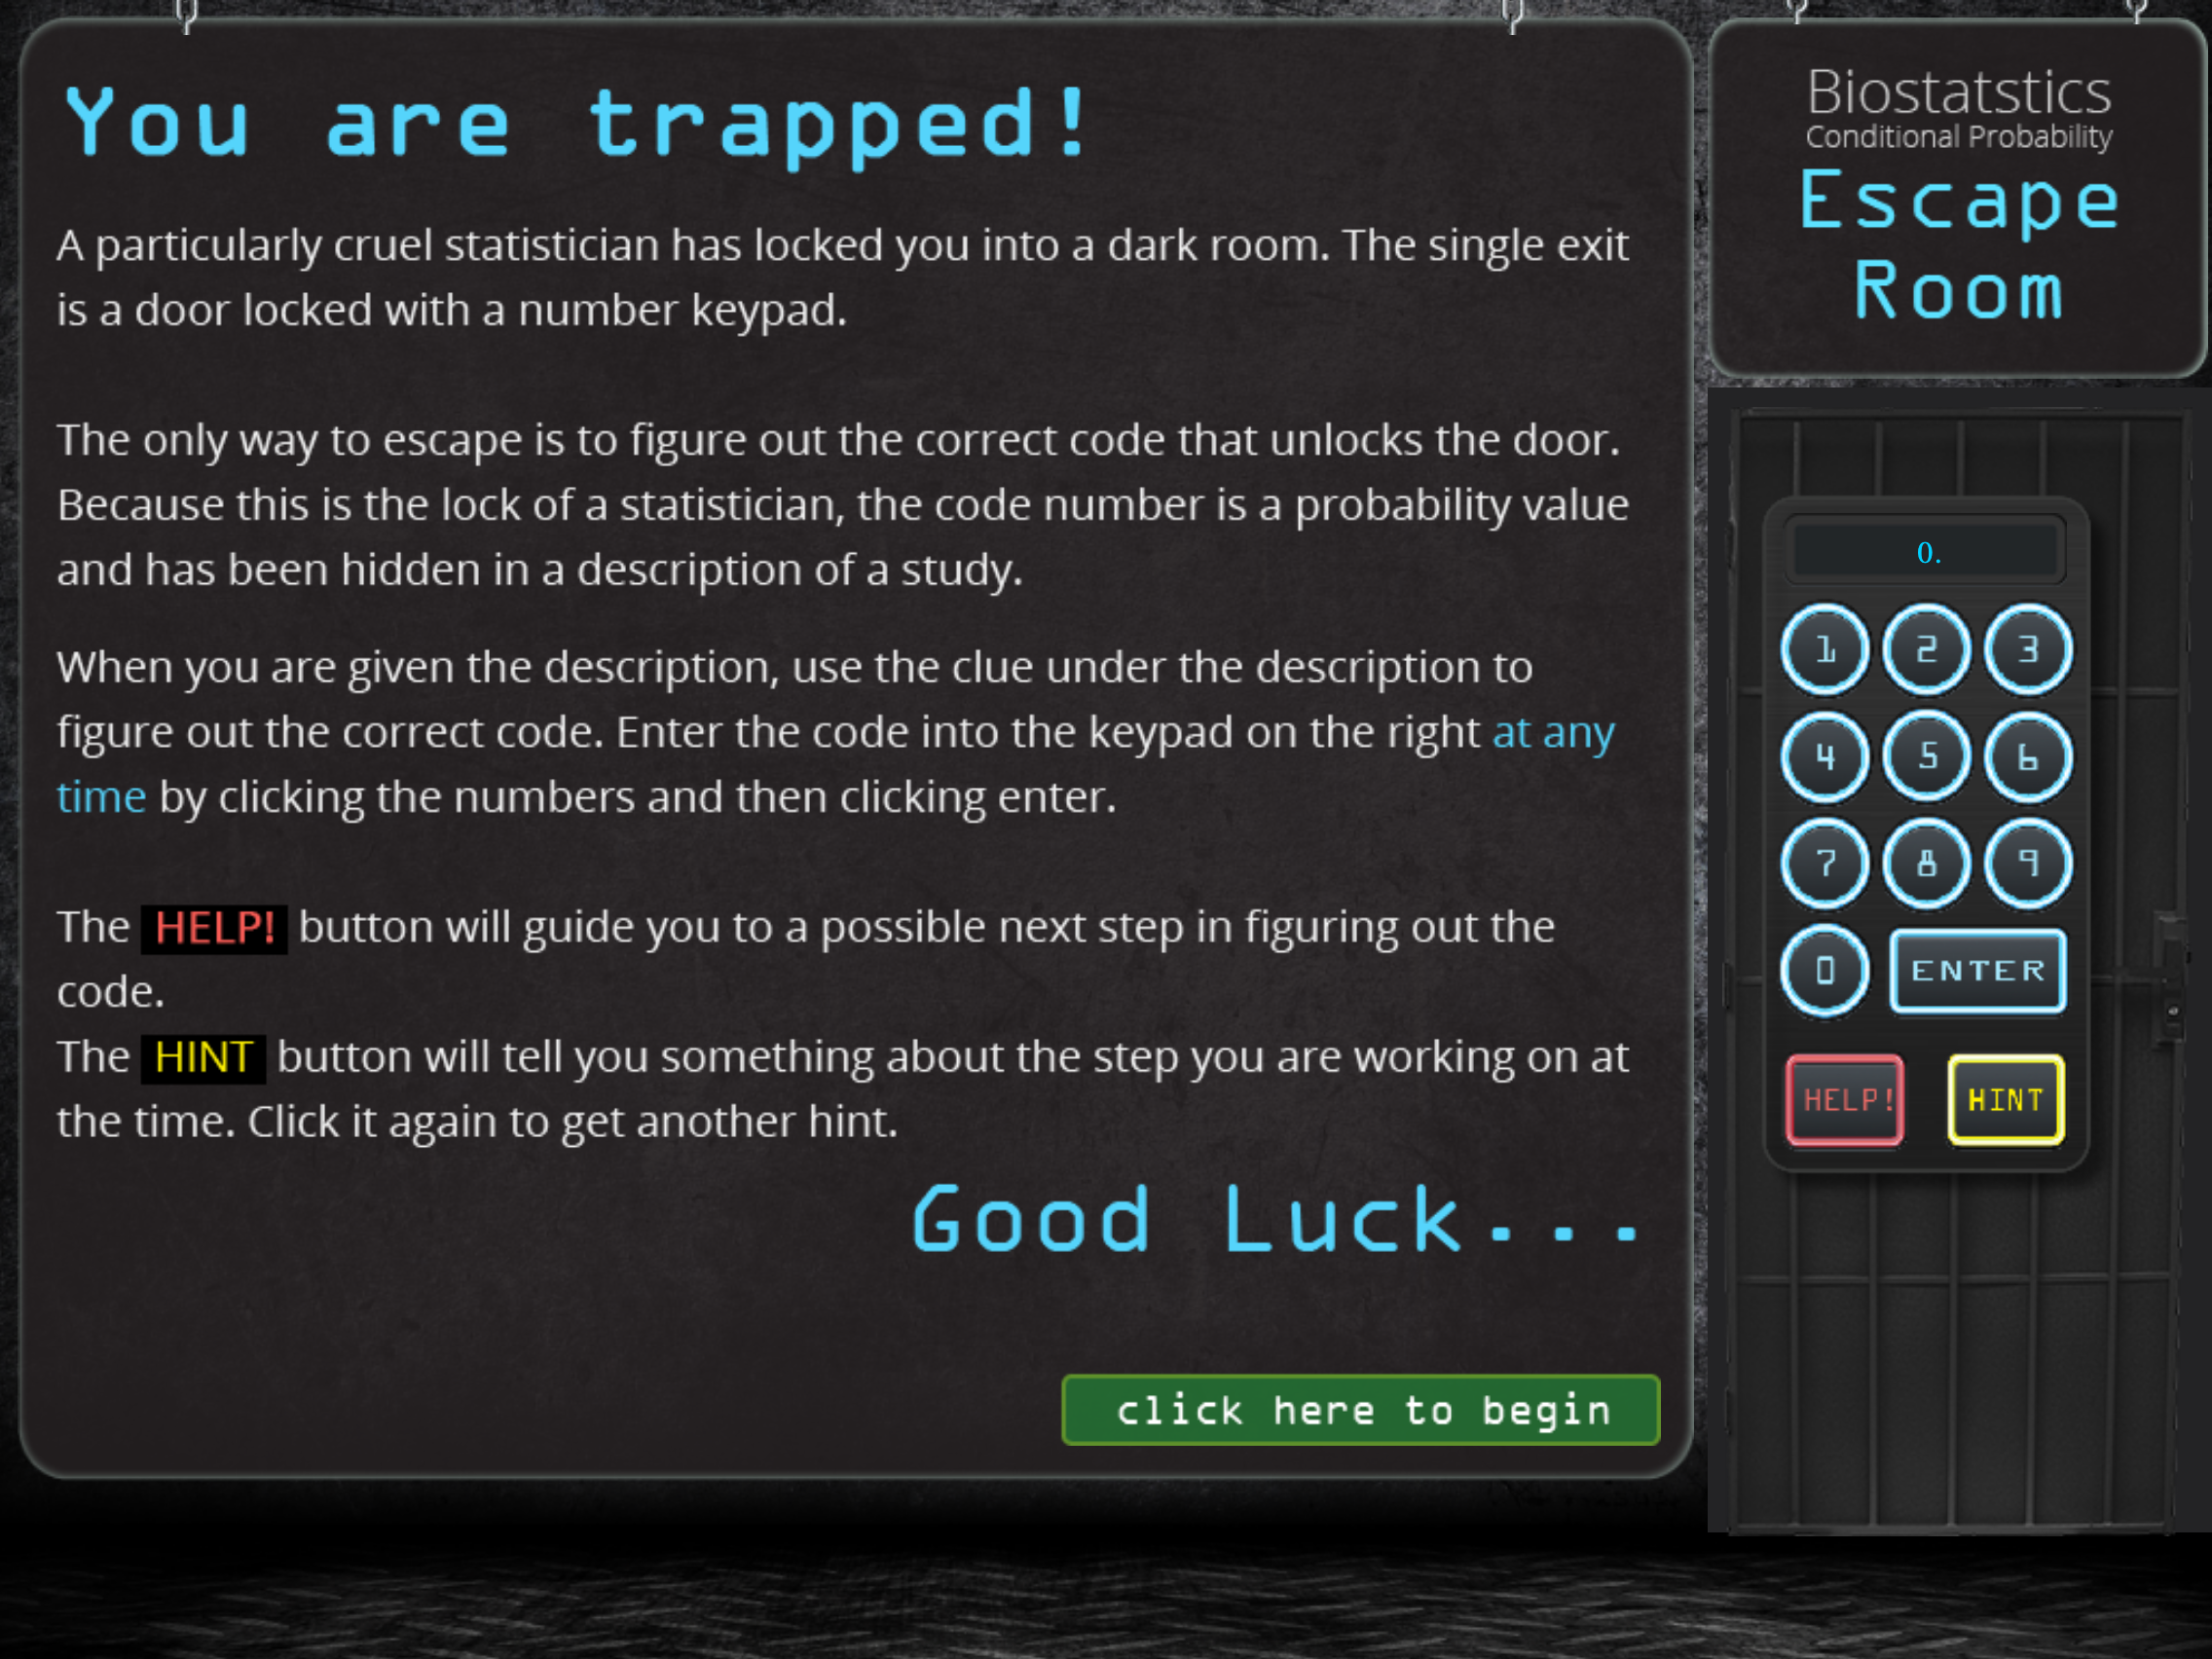 You are trapped!
A particularly cruel statistician has locked you into a dark room. The single exit
is a door locked with a number keypad.
The only way to escape is to figure out the correct code that unlocks the door.
Because this is the lock of a statistician, the code number is a probability value
and has been hidden in a description of a study.
When you are given the description, use the clue under the description to
figure out the correct code. Enter the code into the keypad on the right at any
time by clicking the numbers and then clicking enter.
The HELP! button will guide you to a possible next step in figuring out the
code.
The HINT button will tell you something about the step you are working on at
the time. Click it again to get another hint.
Good Luck...
click here to begin
Biostatstics
Conditional Probability
Escape
Room
0.
1 2 3
4 5 6
7 8 9
0 ENTER
HELP! HINT